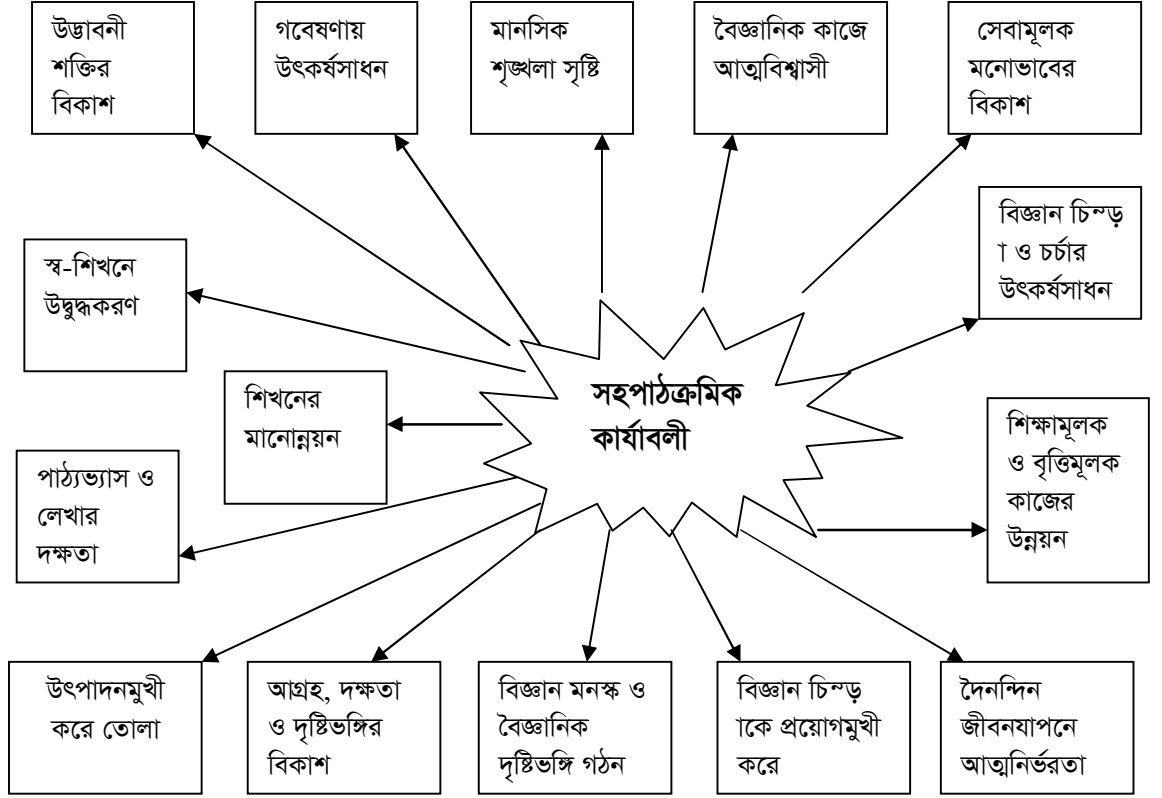 উদ্ভাবনী
শক্তির
বিকাশ
গবেষণায়
উৎকর্ষসাধন
মানসিক
শৃঙ্খলা সৃষ্টি
বৈজ্ঞানিক কাজে
আত্মবিশ্বাসী
সেবামূলক
মনোভাবের
বিকাশ
বিজ্ঞান চিন্ড়
া ও চর্চার
উৎকর্ষসাধন
স্ব-শিখনে
উদ্বুদ্ধকরণ
শিখনের
মানোন্নয়ন
সহপাঠক্রমিক
কার্যাবলী
শিক্ষামূলক
ও বৃত্তিমূলক
কাজের
উন্নয়ন
পাঠ্যভ্যাস ও
লেখার
দক্ষতা
উৎপাদনমুখী
করে তোলা
আগ্রহ, দক্ষতা
ও দৃষ্টিভঙ্গির
বিকাশ
বিজ্ঞান মনস্ক ও
বৈজ্ঞানিক
দৃষ্টিভঙ্গি গঠন
বিজ্ঞান চিন্ড়
াকে প্রয়োগমুখী
করে
দৈনন্দিন
জীবনযাপনে
আত্মনির্ভরতা